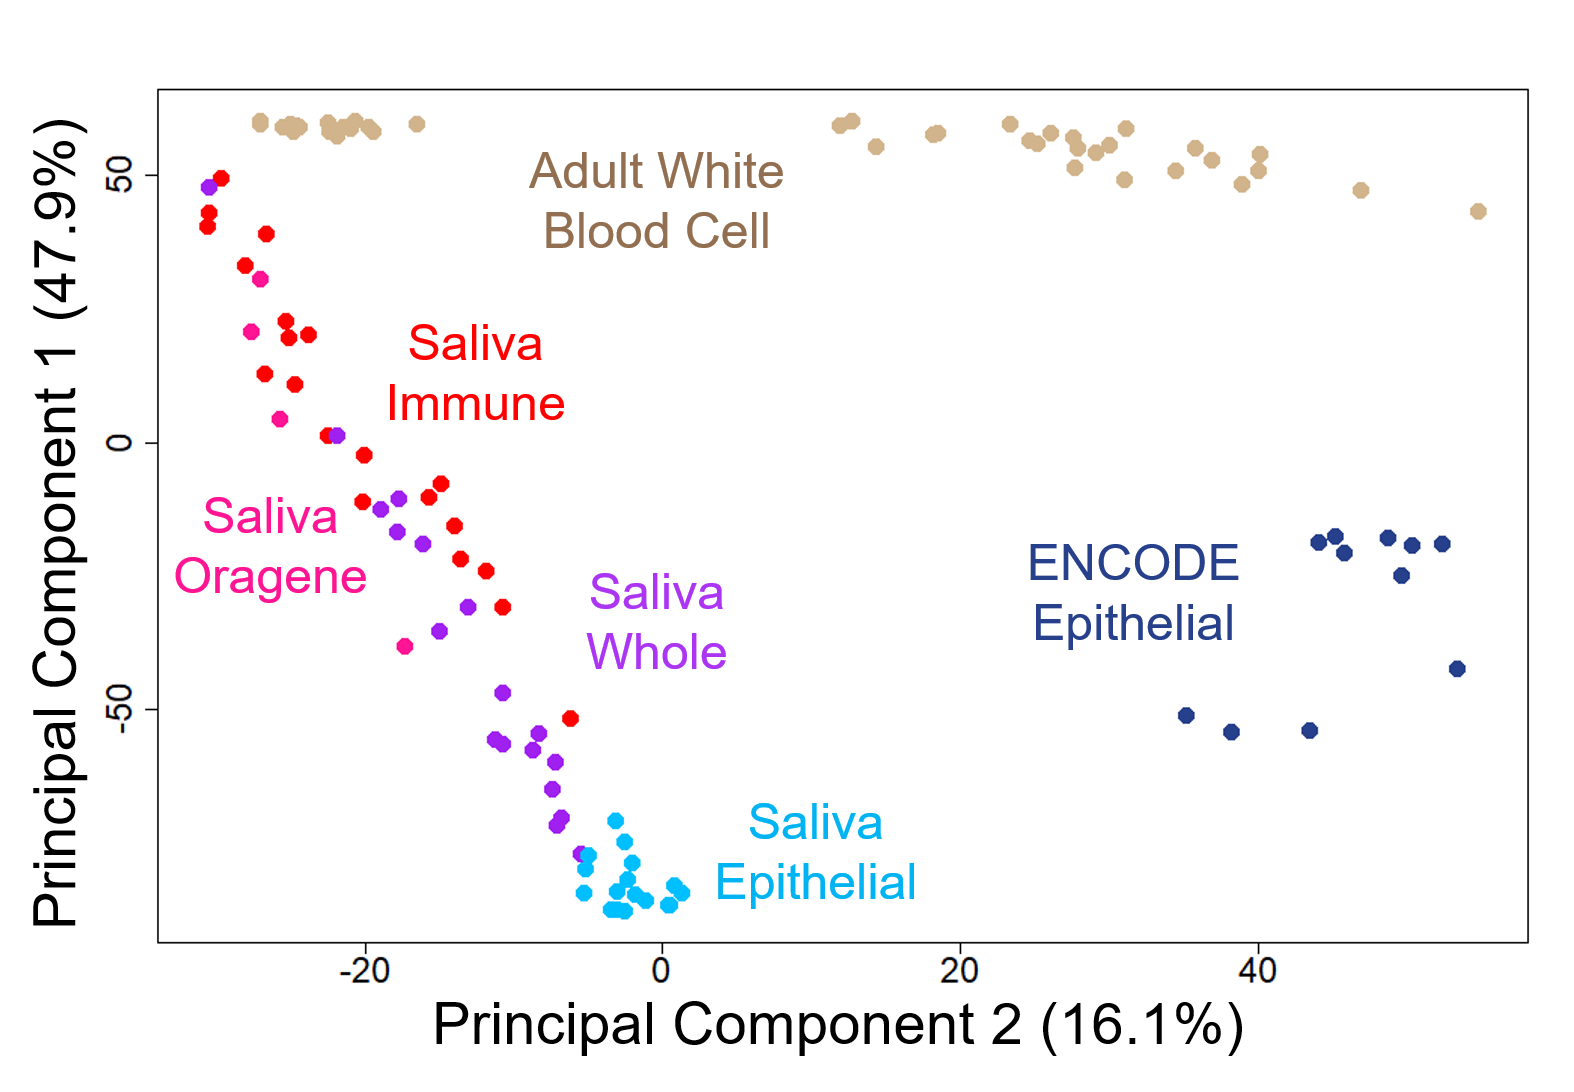 Principal Component 1 (47.9%)
50
0
-50
Adult White
Blood Cell
Saliva
Immune
Saliva
Oragene
Saliva
Whole
ENCODE
Epithelial
Saliva
Epithelial
-20
0
20
40
Principal Component 2 (16.1%)